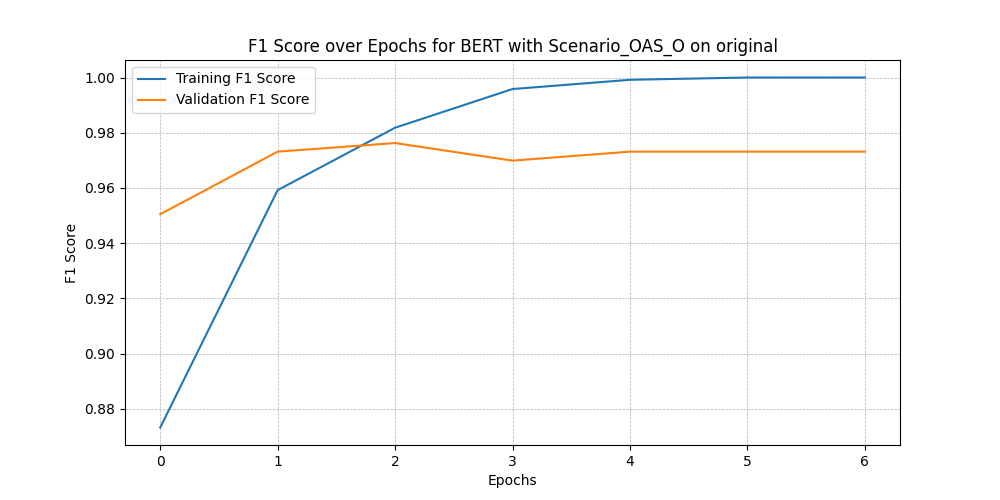 F1 Score over Epochs for BERT with Scenario_OAS_O on original
Training F1 Score
Validation F1 Score
1.00
0.98
0.96
0.94
0.92
0.90
0.88
F1 Score
0 1 2 3 4 5 6
Epochs